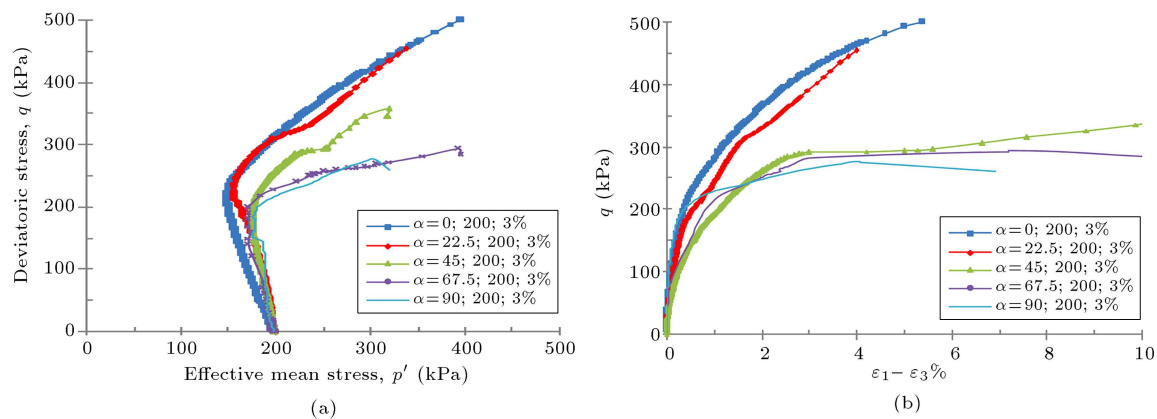 (a)
500
400
300
200
100
0
Deviatoric stress, q (kPa)
α=0; 200; 3%
α=22.5; 200; 3%
α=45; 200; 3%
α=67.5; 200; 3%
α=90; 200; 3%
0 100 200 300 400 500
Effective mean stress, p′ (kPa)
(a)
(b)
500
400
300
200
100
0
q (kPa)
α=0; 200; 3%
α=22.5; 200; 3%
α=45; 200; 3%
α=67.5; 200; 3%
α=90; 200; 3%
0 2 4 6 8 10
ε₁− ε₃%
(b)